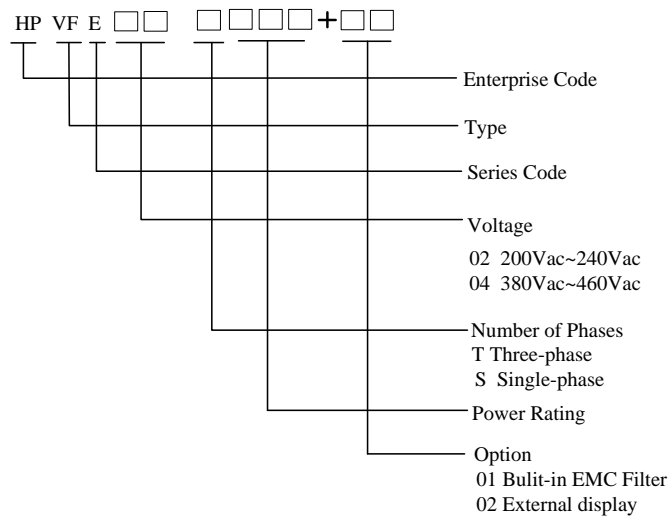 HP VF E □□ □ □□□+□□
Enterprise Code
Type
Series Code
Voltage
02 200Vac~240Vac
04 380Vac~460Vac
Number of Phases
T Three-phase
S Single-phase
Power Rating
Option
01 Bulit-in EMC Filter
02 External display